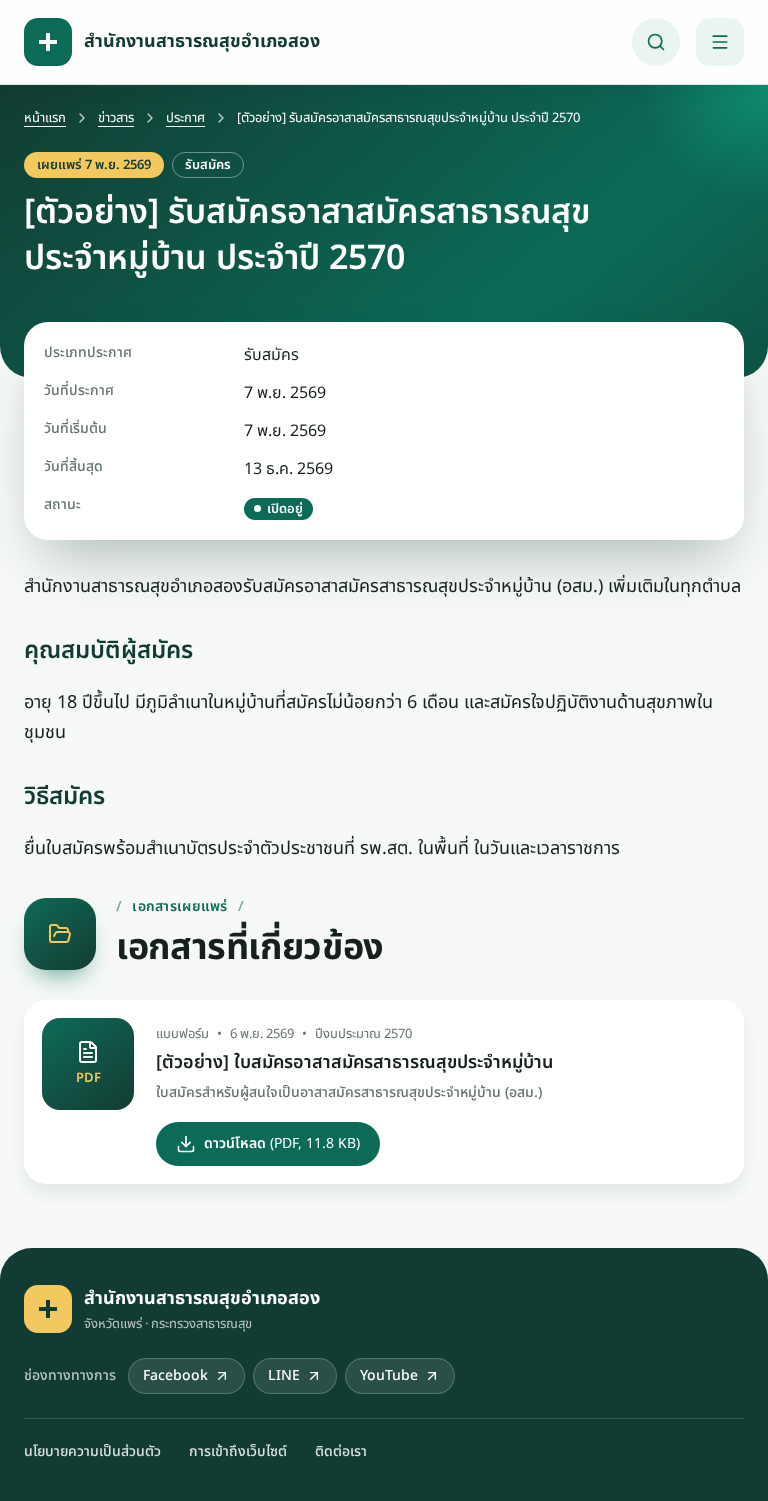 สำนักงานสาธารณสุขอำเภอสอง
หน้าแรก > ข่าวสาร > ประกาศ > [ตัวอย่าง] รับสมัครอาสาสมัครสาธารณสุขประจำหมู่บ้าน ประจำปี 2570
เผยแพร่ 7 พ.ย. 2569 รับสมัคร
[ตัวอย่าง] รับสมัครอาสาสมัครสาธารณสุข
ประจำหมู่บ้าน ประจำปี 2570
ประเภทประกาศ รับสมัคร
วันที่ประกาศ 7 พ.ย. 2569
วันที่เริ่มต้น 7 พ.ย. 2569
วันที่สิ้นสุด 13 ธ.ค. 2569
สถานะ เปิดอยู่
สำนักงานสาธารณสุขอำเภอสองรับสมัครอาสาสมัครสาธารณสุขประจำหมู่บ้าน (อสม.) เพิ่มเติมในทุกตำบล
คุณสมบัติผู้สมัคร
อายุ 18 ปีขึ้นไป มีภูมิลำเนาในหมู่บ้านที่สมัครไม่น้อยกว่า 6 เดือน และสมัครใจปฏิบัติงานด้านสุขภาพใน
ชุมชน
วิธีสมัคร
ยื่นใบสมัครพร้อมสำเนาบัตรประจำตัวประชาชนที่ รพ.สต. ในพื้นที่ ในวันและเวลาราชการ
/ เอกสารเผยแพร่ /
เอกสารที่เกี่ยวข้อง
แบบฟอร์ม • 6 พ.ย. 2569 • ปีงบประมาณ 2570
PDF
[ตัวอย่าง] ใบสมัครอาสาสมัครสาธารณสุขประจำหมู่บ้าน
ใบสมัครสำหรับผู้สนใจเป็นอาสาสมัครสาธารณสุขประจำหมู่บ้าน (อสม.)
ดาวน์โหลด (PDF, 11.8 KB)
สำนักงานสาธารณสุขอำเภอสอง
จังหวัดแพร่ · กระทรวงสาธารณสุข
ช่องทางทางการ Facebook LINE YouTube
นโยบายความเป็นส่วนตัว การเข้าถึงเว็บไซต์ ติดต่อเรา